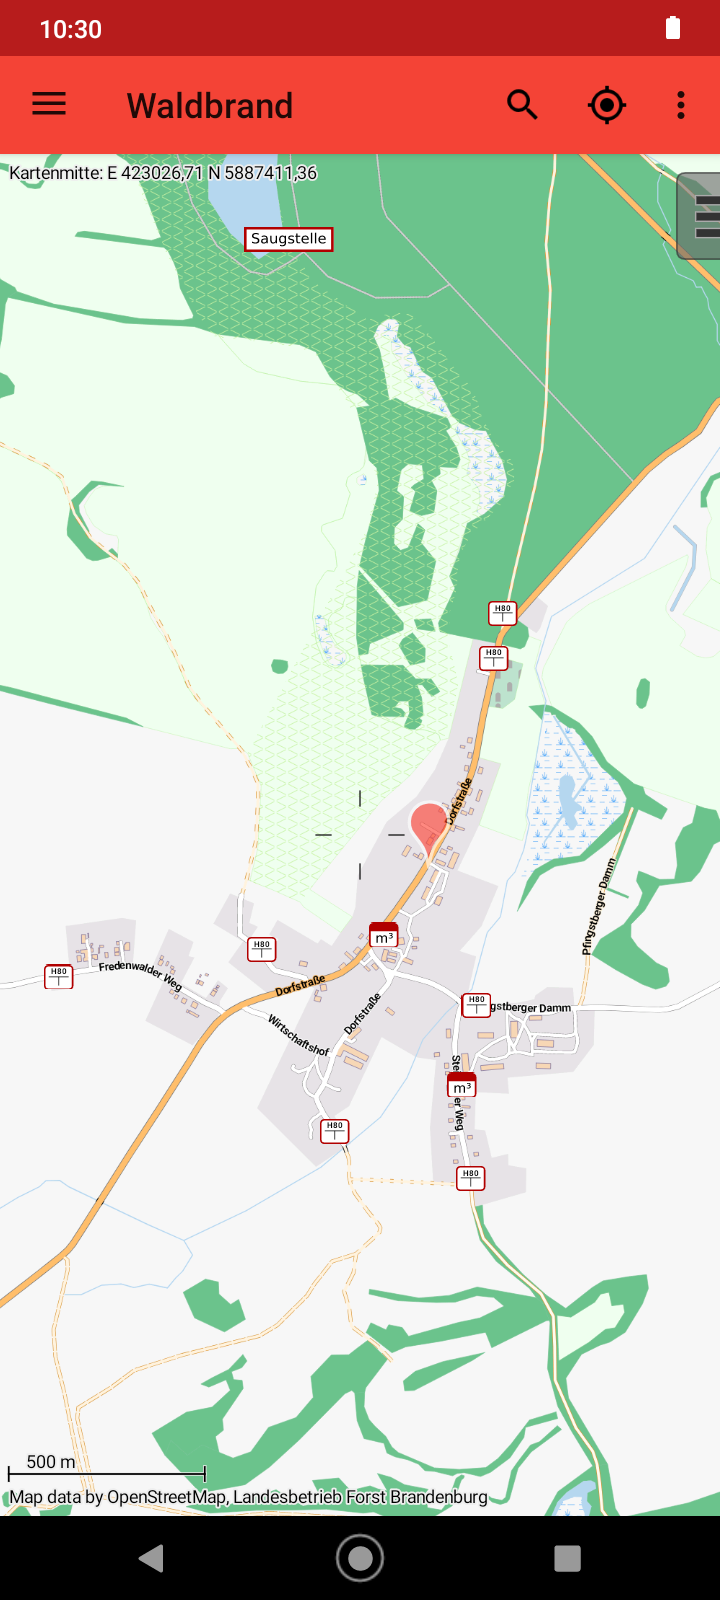 10:30
Waldbrand
Kartenmitte: E 423026,71 N 5887411,36
Saugstelle
H80
H80
Dorfstraße
Pfingstberger Damm
m³
H80
H80
Fredenwalder Weg
Dorfstraße
H80
gstberger Damm
Dorfstraße
Wirtschaftshof
Ste
m³
er Weg
H80
H80
500 m
Map data by OpenStreetMap, Landesbetrieb Forst Brandenburg